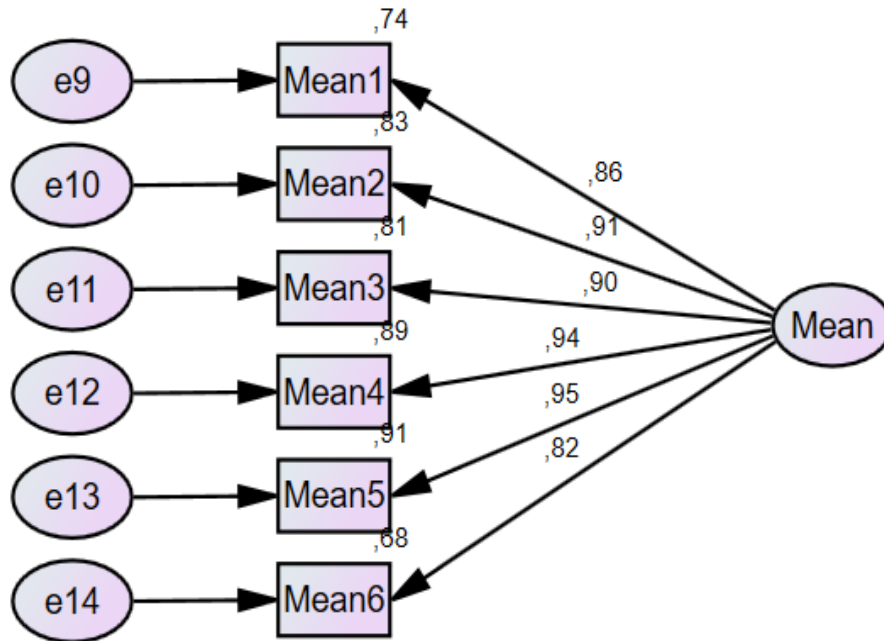 ,74
e9 Mean1
,83
,86
e10 Mean2
,81
,91
e11 Mean3
,90
Mean
,89
,94
e12 Mean4
,91
,95
e13 Mean5
,68
,82
e14 Mean6